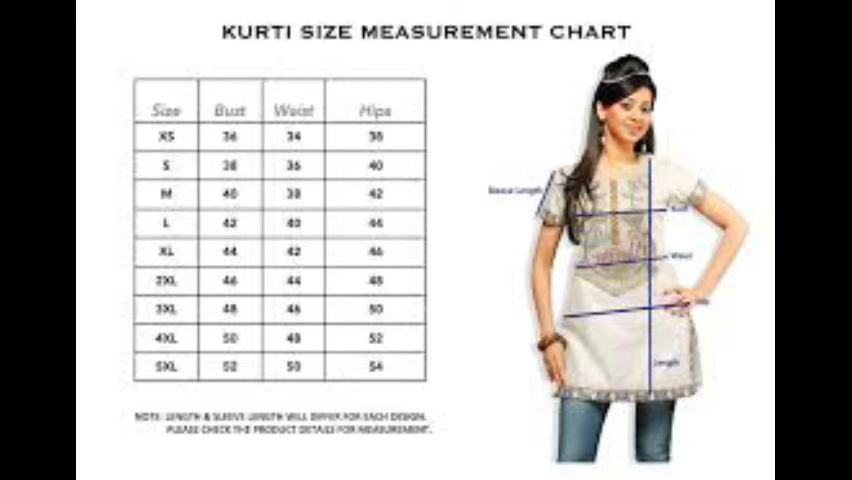 KURTI SIZE MEASUREMENT CHART
Size Bust Waist Hips
XS 36 34 38
S 38 36 40
M 40 38 42
L 42 40 44
XL 44 42 46
2XL 46 44 48
3XL 48 46 50
4XL 50 48 52
5XL 52 50 54
Sleeve Length
Bust
Waist
Length
NOTE: LENGTH & SLEEVE LENGTH WILL DIFFER FOR EACH DESIGN.
PLEASE CHECK THE PRODUCT DETAILS FOR MEASUREMENT.